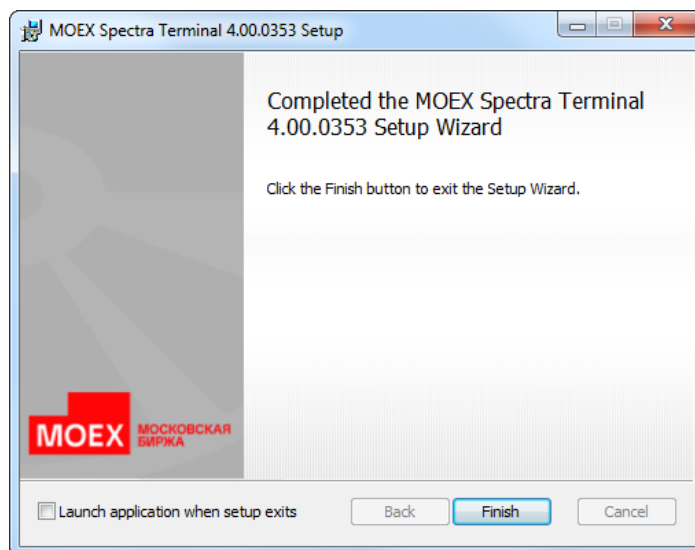 MOEX Spectra Terminal 4.00.0353 Setup
Completed the MOEX Spectra Terminal
4.00.0353 Setup Wizard
Click the Finish button to exit the Setup Wizard.
MOEX
МОСКОВСКАЯ
БИРЖА
Launch application when setup exits
Back
Finish
Cancel